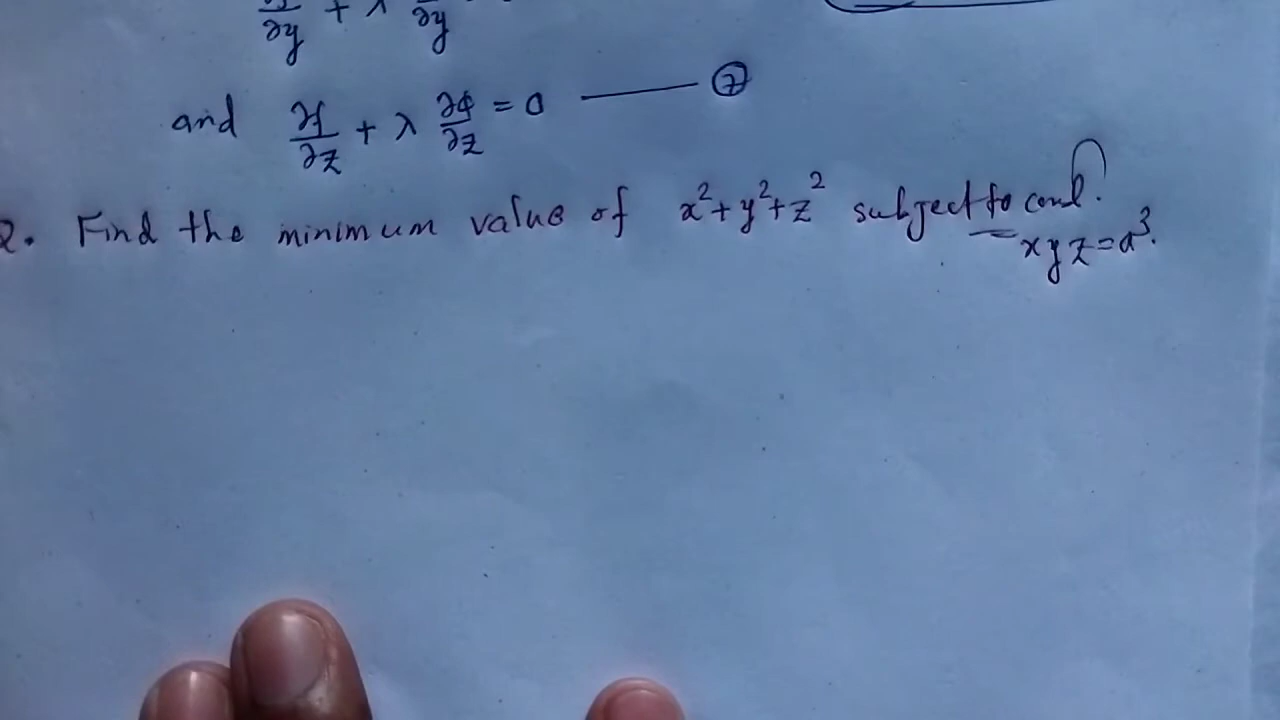 ∂y + λ ∂y
and ∂f/∂z + λ ∂φ/∂z = 0 —— ⑦
2. Find the minimum value of x²+y²+z² subject to cond.
xyz=a³.